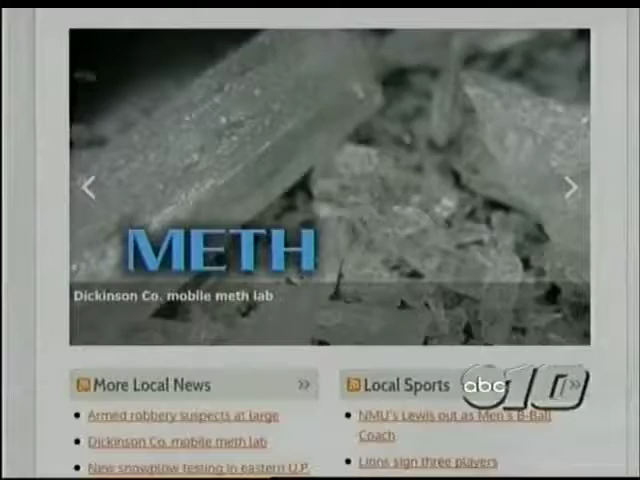 METH
Dickinson Co. mobile meth lab
More Local News
Local Sports
abc 10
Armed robbery suspects at large
NMU's Lewis out as Men's B-Ball
Coach
Dickinson Co. mobile meth lab
Lions sign three players
New snowplow testing in eastern U.P.